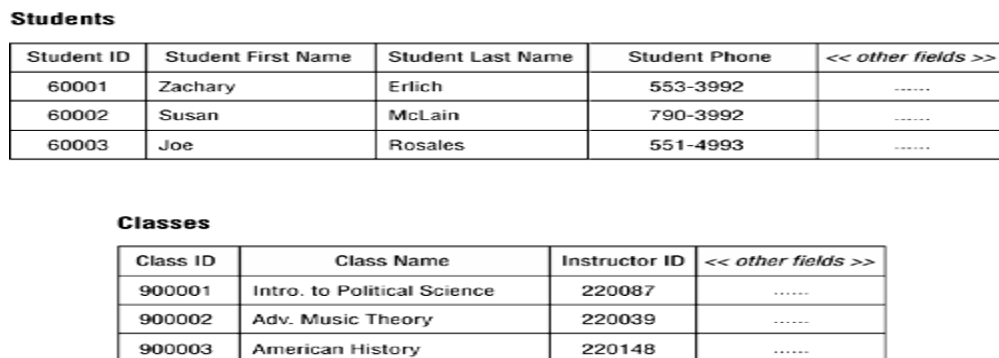 Students
Student ID Student First Name Student Last Name Student Phone << other fields >>
60001 Zachary Erlich 553-3992 ......
60002 Susan McLain 790-3992 ......
60003 Joe Rosales 551-4993 ......
Classes
Class ID Class Name Instructor ID << other fields >>
900001 Intro. to Political Science 220087 ......
900002 Adv. Music Theory 220039 ......
900003 American History 220148 ......